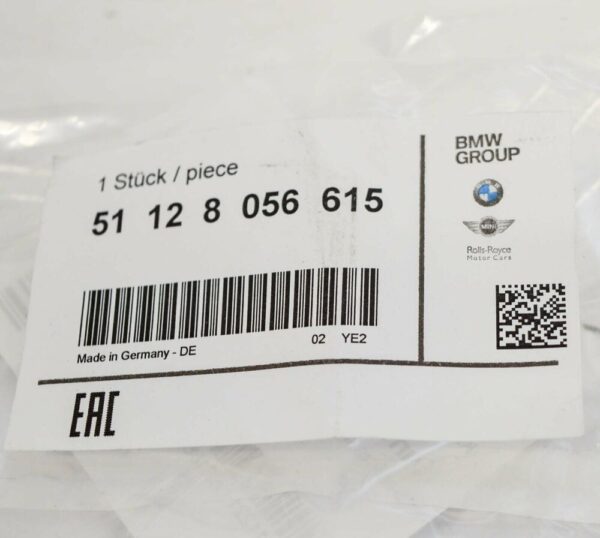 1 Stück / piece
51 12 8 056 615
Made in Germany - DE
02 YE2
EAC
BMW
GROUP
MINI
Rolls-Royce
Motor Cars